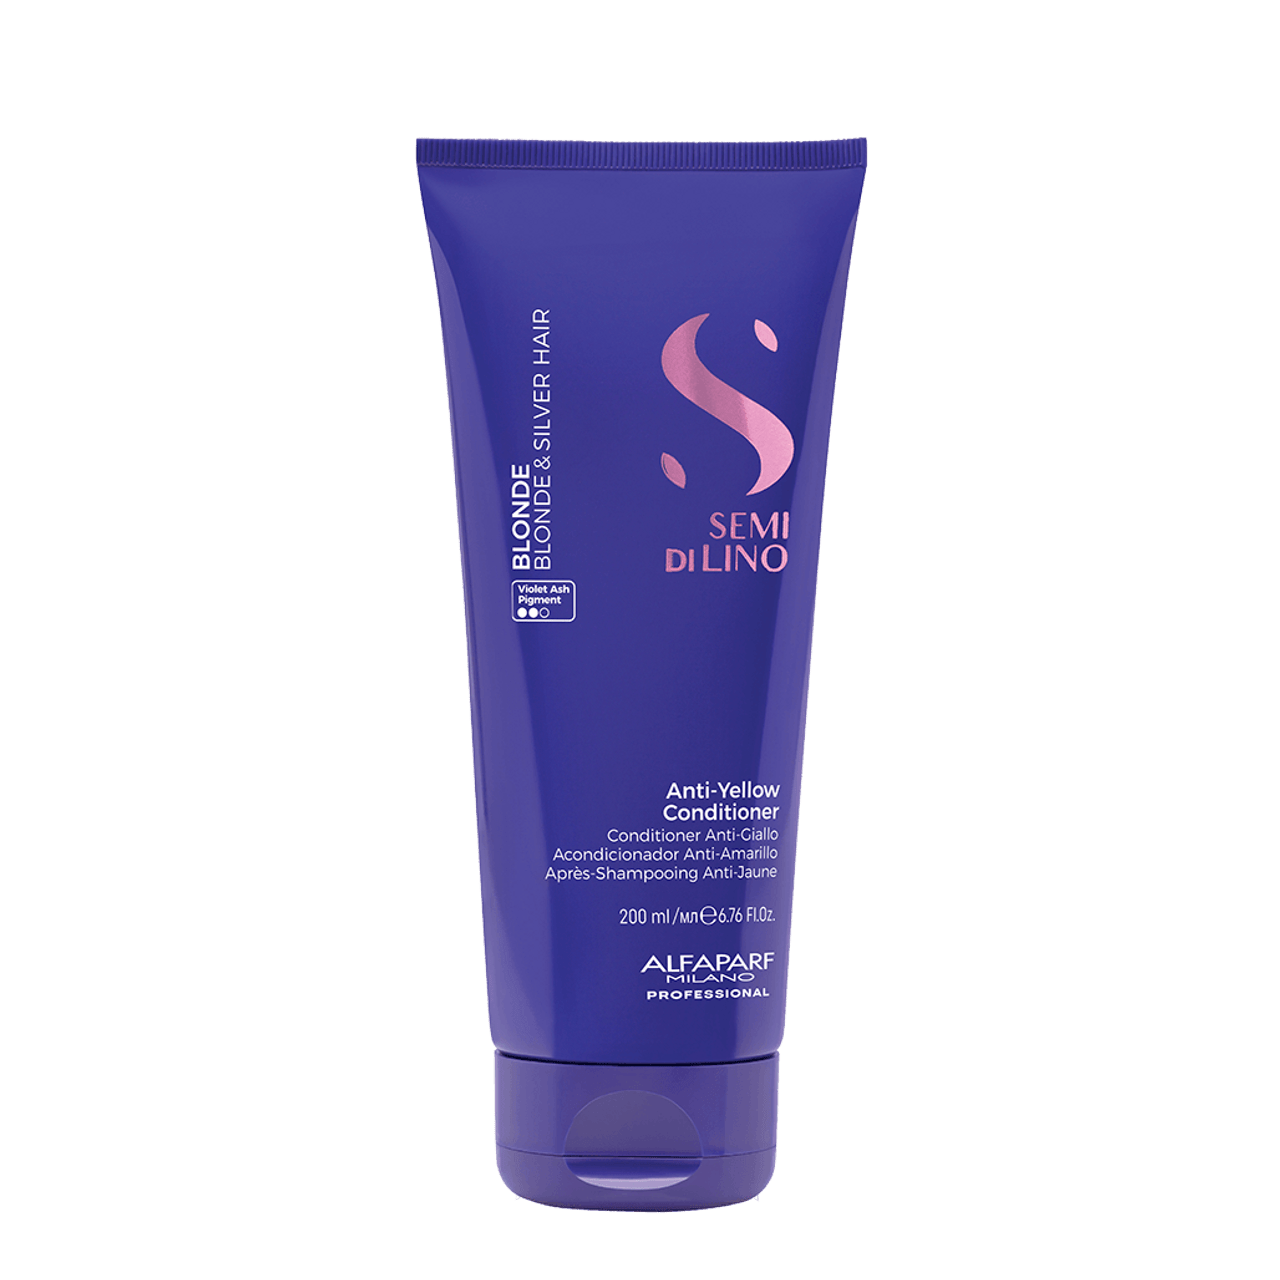 BLONDE
BLONDE & SILVER HAIR
Violet Ash
Pigment
SEMI
DI LINO
Anti-Yellow
Conditioner
Conditioner Anti-Giallo
Acondicionador Anti-Amarillo
Après-Shampooing Anti-Jaune
200 ml /мл ℮ 6.76 Fl.Oz.
ALFAPARF
MILANO
PROFESSIONAL